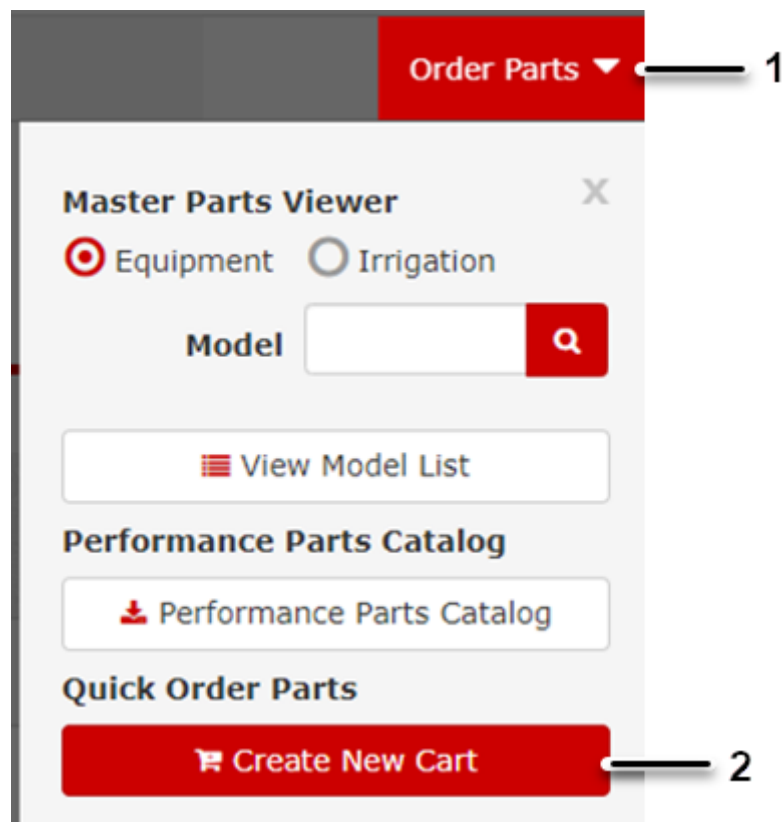 Order Parts
1
Master Parts Viewer
X
Equipment Irrigation
Model
View Model List
Performance Parts Catalog
Performance Parts Catalog
Quick Order Parts
Create New Cart
2